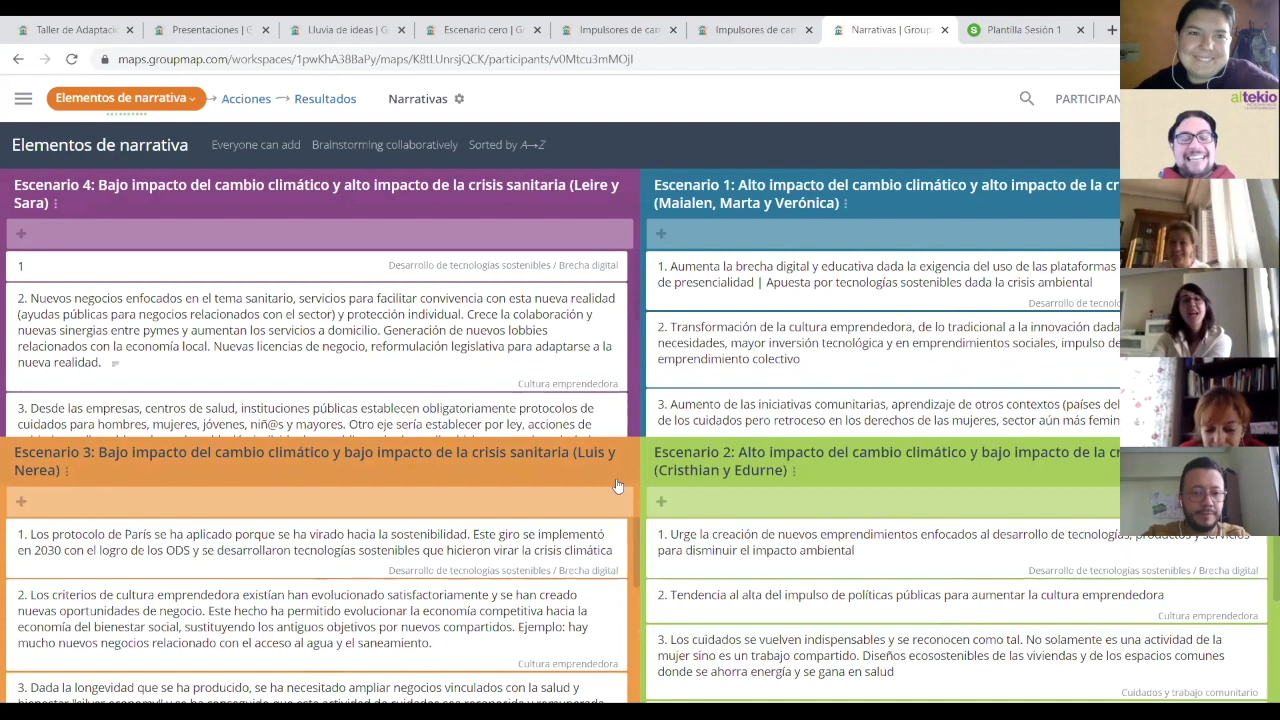 Taller de Adaptaci
Presentaciones | G
Lluvia de ideas | G
Escenario cero | G
Impulsores de cam
Impulsores de cam
Narrativas | Group
Plantilla Sesión 1
maps.groupmap.com/workspaces/1pwKhA38BaPy/maps/K8tLUnrsjQCK/participants/v0Mtcu3mMOjI
Elementos de narrativa
Acciones
Resultados
Narrativas
PARTICIPAN
altekio
Elementos de narrativa
Everyone can add
Brainstorming collaboratively
Sorted by A→Z
Escenario 4: Bajo impacto del cambio climático y alto impacto de la crisis sanitaria (Leire y
Sara)
1
Desarrollo de tecnologías sostenibles / Brecha digital
2. Nuevos negocios enfocados en el tema sanitario, servicios para facilitar convivencia con esta nueva realidad
(ayudas públicas para negocios relacionados con el sector) y protección individual. Crece la colaboración y
nuevas sinergias entre pymes y aumentan los servicios a domicilio. Generación de nuevos lobbies
relacionados con la economía local. Nuevas licencias de negocio, reformulación legislativa para adaptarse a la
nueva realidad.
Cultura emprendedora
3. Desde las empresas, centros de salud, instituciones públicas establecen obligatoriamente protocolos de
cuidados para hombres, mujeres, jóvenes, niñ@s y mayores. Otro eje sería establecer por ley, acciones de
Escenario 1: Alto impacto del cambio climático y alto impacto de la cr
(Maialen, Marta y Verónica)
1. Aumenta la brecha digital y educativa dada la exigencia del uso de las plataformas
de presencialidad | Apuesta por tecnologías sostenibles dada la crisis ambiental
Desarrollo de tecnolo
2. Transformación de la cultura emprendedora, de lo tradicional a la innovación dada
necesidades, mayor inversión tecnológica y en emprendimientos sociales, impulso de
emprendimiento colectivo
3. Aumento de las iniciativas comunitarias, aprendizaje de otros contextos (países del
de los cuidados pero retroceso en los derechos de las mujeres, sector aún más femin
Escenario 3: Bajo impacto del cambio climático y bajo impacto de la crisis sanitaria (Luis y
Nerea)
1. Los protocolo de París se ha aplicado porque se ha virado hacia la sostenibilidad. Este giro se implementó
en 2030 con el logro de los ODS y se desarrollaron tecnologías sostenibles que hicieron virar la crisis climática
Desarrollo de tecnologías sostenibles / Brecha digital
2. Los criterios de cultura emprendedora existían han evolucionado satisfactoriamente y se han creado
nuevas oportunidades de negocio. Este hecho ha permitido evolucionar la economía competitiva hacia la
economía del bienestar social, sustituyendo los antiguos objetivos por nuevos compartidos. Ejemplo: hay
mucho nuevos negocios relacionado con el acceso al agua y el saneamiento.
Cultura emprendedora
3. Dada la longevidad que se ha producido, se ha necesitado ampliar negocios vinculados con la salud y
Escenario 2: Alto impacto del cambio climático y bajo impacto de la cr
(Cristhian y Edurne)
1. Urge la creación de nuevos emprendimientos enfocados al desarrollo de tecnologías, productos y servicios
para disminuir el impacto ambiental
Desarrollo de tecnologías sostenibles / Brecha digital
2. Tendencia al alta del impulso de políticas públicas para aumentar la cultura emprendedora
Cultura emprendedora
3. Los cuidados se vuelven indispensables y se reconocen como tal. No solamente es una actividad de la
mujer sino es un trabajo compartido. Diseños ecosostenibles de las viviendas y de los espacios comunes
donde se ahorra energía y se gana en salud
Cuidados y trabajo comunitario